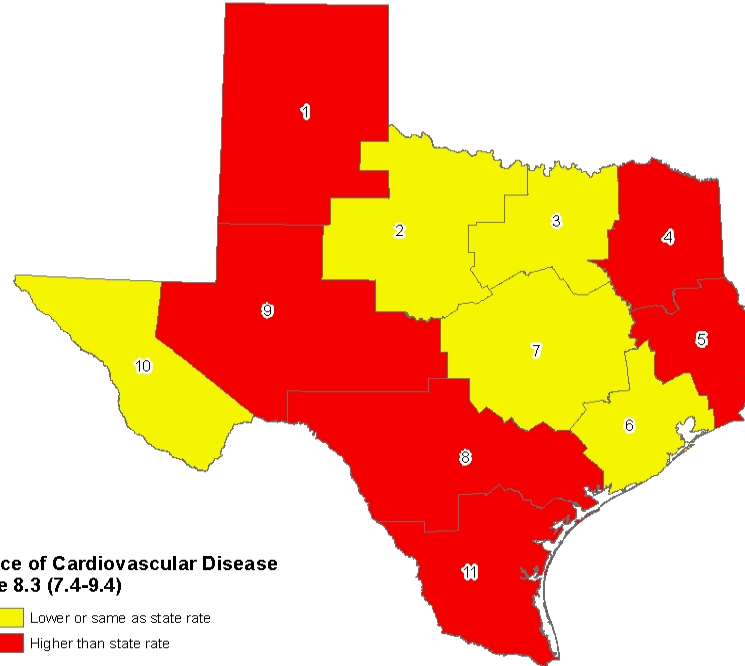 1
2
3
4
9
5
7
10
6
8
11
ce of Cardiovascular Disease
e 8.3 (7.4-9.4)
Lower or same as state rate
Higher than state rate